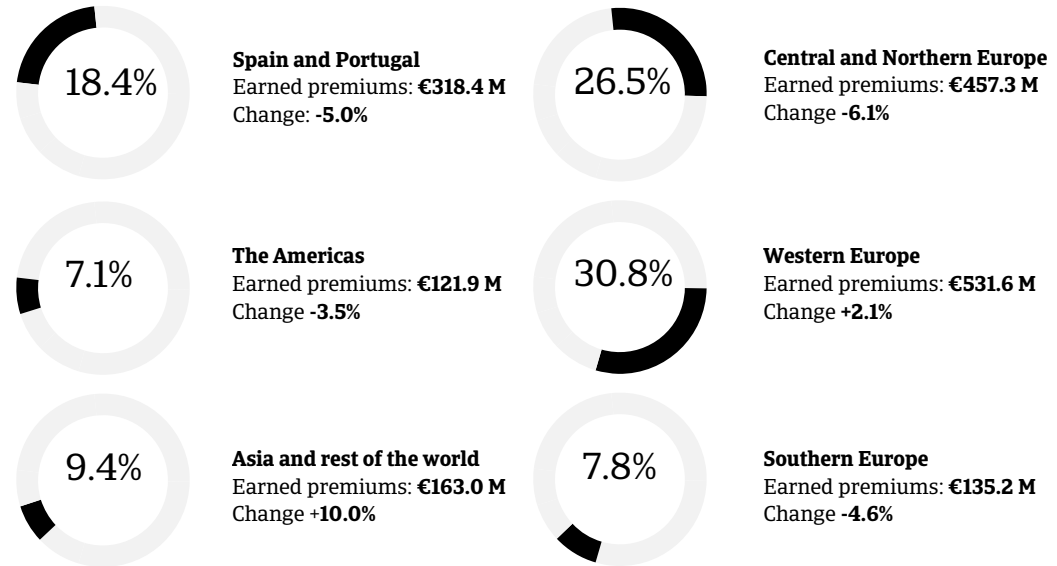 18.4%
Spain and Portugal
Earned premiums: €318.4 M
Change: -5.0%
26.5%
Central and Northern Europe
Earned premiums: €457.3 M
Change -6.1%
7.1%
The Americas
Earned premiums: €121.9 M
Change -3.5%
30.8%
Western Europe
Earned premiums: €531.6 M
Change +2.1%
9.4%
Asia and rest of the world
Earned premiums: €163.0 M
Change +10.0%
7.8%
Southern Europe
Earned premiums: €135.2 M
Change -4.6%